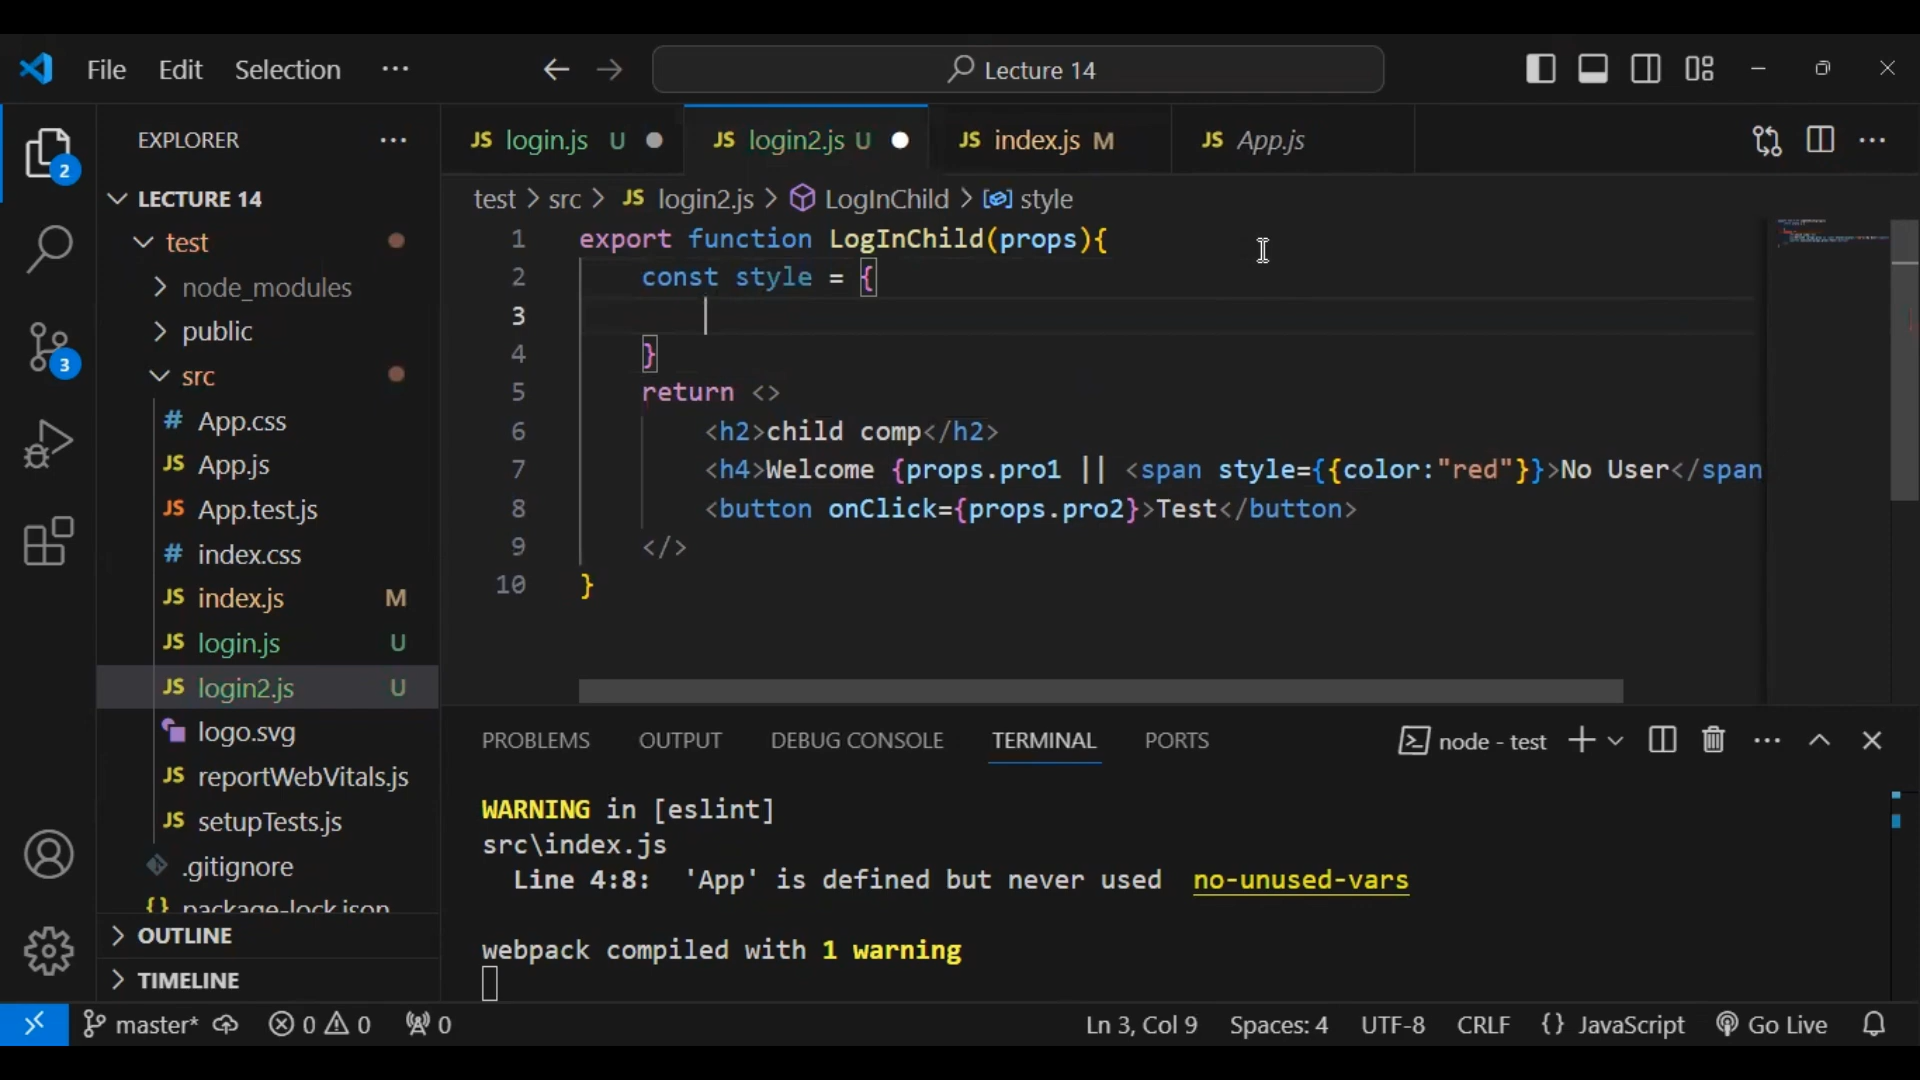 File Edit Selection ··· Lecture 14
EXPLORER ···
LECTURE 14
test
node_modules
public
src
# App.css
JS App.js
JS App.test.js
# index.css
JS index.js M
JS login.js U
JS login2.js U
logo.svg
JS reportWebVitals.js
JS setupTests.js
.gitignore
{} package-lock.json
OUTLINE
TIMELINE
2
3
JS login.js U JS login2.js U JS index.js M JS App.js
test > src > JS login2.js > LogInChild > style
1 export function LogInChild(props){
2 const style = {
3
4 }
5 return <>
6 <h2>child comp</h2>
7 <h4>Welcome {props.pro1 || <span style={{color:"red"}}>No User</span
8 <button onClick={props.pro2}>Test</button>
9 </>
10 }
PROBLEMS OUTPUT DEBUG CONSOLE TERMINAL PORTS node - test
WARNING in [eslint]
src\index.js
Line 4:8: 'App' is defined but never used no-unused-vars
webpack compiled with 1 warning
master* 0 0 0 Ln 3, Col 9 Spaces: 4 UTF-8 CRLF {} JavaScript Go Live